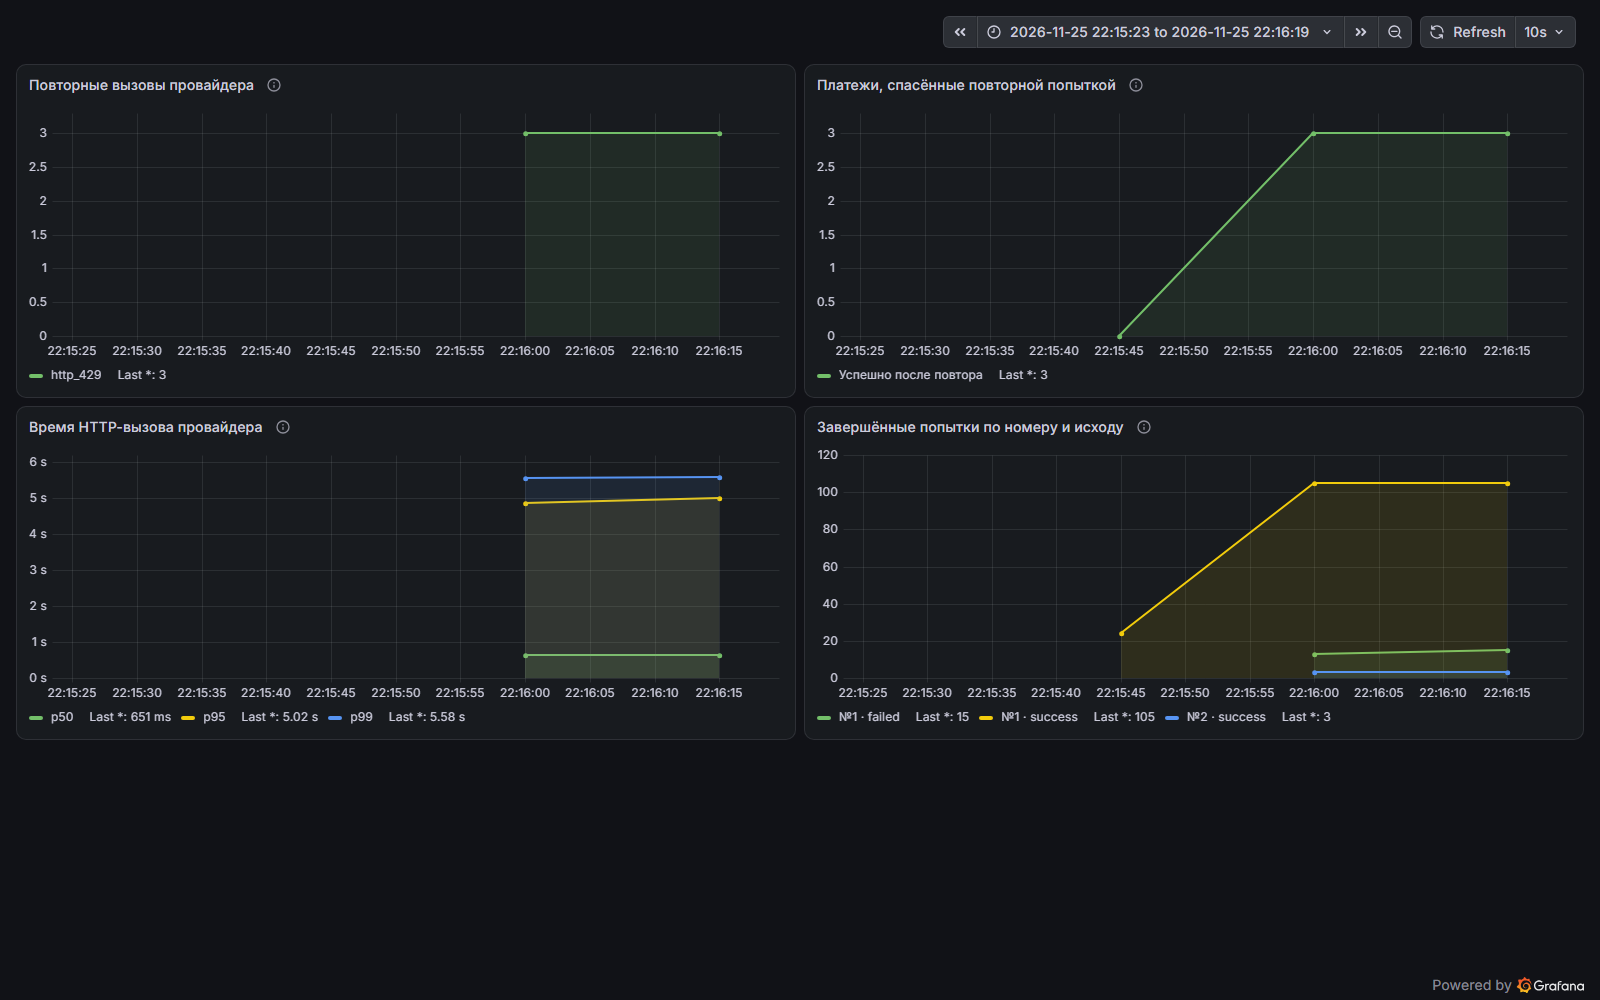 2026-11-25 22:15:23 to 2026-11-25 22:16:19 Refresh 10s
Повторные вызовы провайдера
3
2.5
2
1.5
1
0.5
0
22:15:25 22:15:30 22:15:35 22:15:40 22:15:45 22:15:50 22:15:55 22:16:00 22:16:05 22:16:10 22:16:15
http_429 Last *: 3
Платежи, спасённые повторной попыткой
3
2.5
2
1.5
1
0.5
0
22:15:25 22:15:30 22:15:35 22:15:40 22:15:45 22:15:50 22:15:55 22:16:00 22:16:05 22:16:10 22:16:15
Успешно после повтора Last *: 3
Время HTTP-вызова провайдера
6 s
5 s
4 s
3 s
2 s
1 s
0 s
22:15:25 22:15:30 22:15:35 22:15:40 22:15:45 22:15:50 22:15:55 22:16:00 22:16:05 22:16:10 22:16:15
p50 Last *: 651 ms p95 Last *: 5.02 s p99 Last *: 5.58 s
Завершённые попытки по номеру и исходу
120
100
80
60
40
20
0
22:15:25 22:15:30 22:15:35 22:15:40 22:15:45 22:15:50 22:15:55 22:16:00 22:16:05 22:16:10 22:16:15
№1 · failed Last *: 15 №1 · success Last *: 105 №2 · success Last *: 3
Powered by Grafana